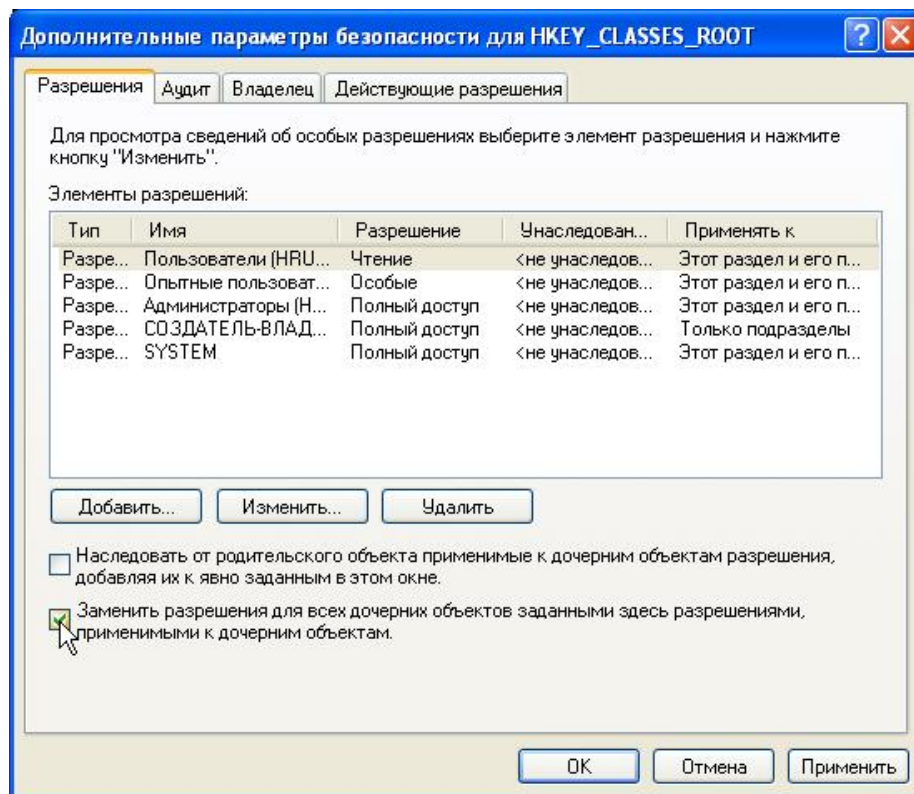 Дополнительные параметры безопасности для HKEY_CLASSES_ROOT
Разрешения Аудит Владелец Действующие разрешения
Для просмотра сведений об особых разрешениях выберите элемент разрешения и нажмите
кнопку "Изменить".
Элементы разрешений:
Тип Имя Разрешение Унаследован... Применять к
Разре... Пользователи (HRU... Чтение <не унаследов... Этот раздел и его п...
Разре... Опытные пользоват... Особые <не унаследов... Этот раздел и его п...
Разре... Администраторы (H... Полный доступ <не унаследов... Этот раздел и его п...
Разре... СОЗДАТЕЛЬ-ВЛАД... Полный доступ <не унаследов... Только подразделы
Разре... SYSTEM Полный доступ <не унаследов... Этот раздел и его п...
Добавить... Изменить... Удалить
Наследовать от родительского объекта применимые к дочерним объектам разрешения,
добавляя их к явно заданным в этом окне.
Заменить разрешения для всех дочерних объектов заданными здесь разрешениями,
применимыми к дочерним объектам.
OK Отмена Применить